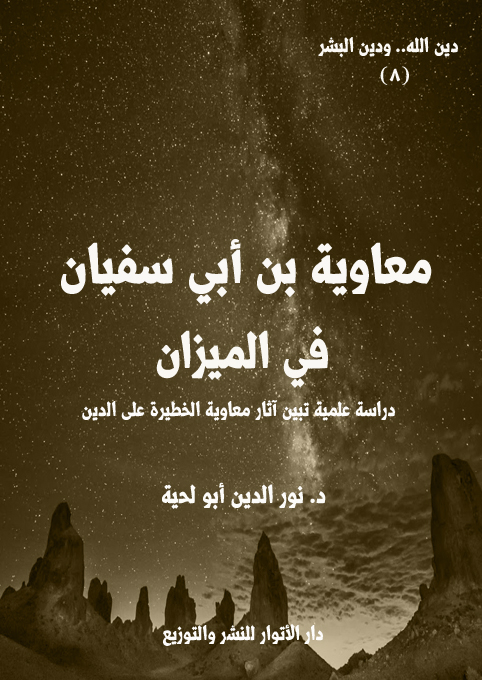 دين الله.. ودين البشر
(٨)
معاوية بن أبي سفيان
في الميزان
دراسة علمية تبين آثار معاوية الخطيرة على الدين
د. نور الدين أبو لحية
دار الأنوار للنشر والتوزيع